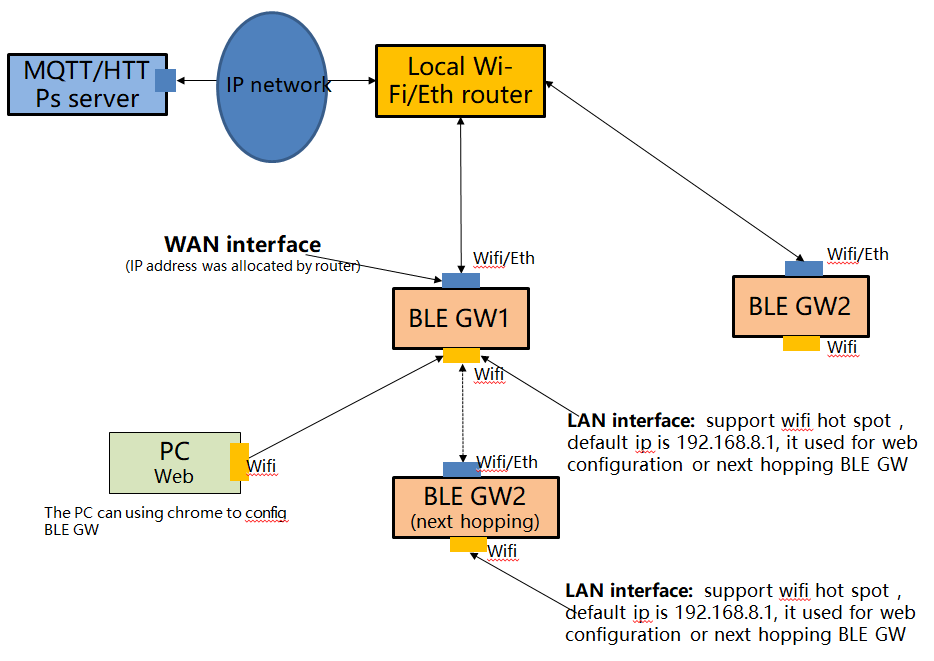 MQTT/HTT
Ps server
IP network
Local Wi-
Fi/Eth router
WAN interface
(IP address was allocated by router)
Wifi/Eth
BLE GW1
Wifi
Wifi/Eth
BLE GW2
Wifi
LAN interface: support wifi hot spot ,
default ip is 192.168.8.1, it used for web
configuration or next hopping BLE GW
PC
Web
Wifi
The PC can using chrome to config
BLE GW
Wifi/Eth
BLE GW2
(next hopping)
Wifi
LAN interface: support wifi hot spot ,
default ip is 192.168.8.1, it used for web
configuration or next hopping BLE GW